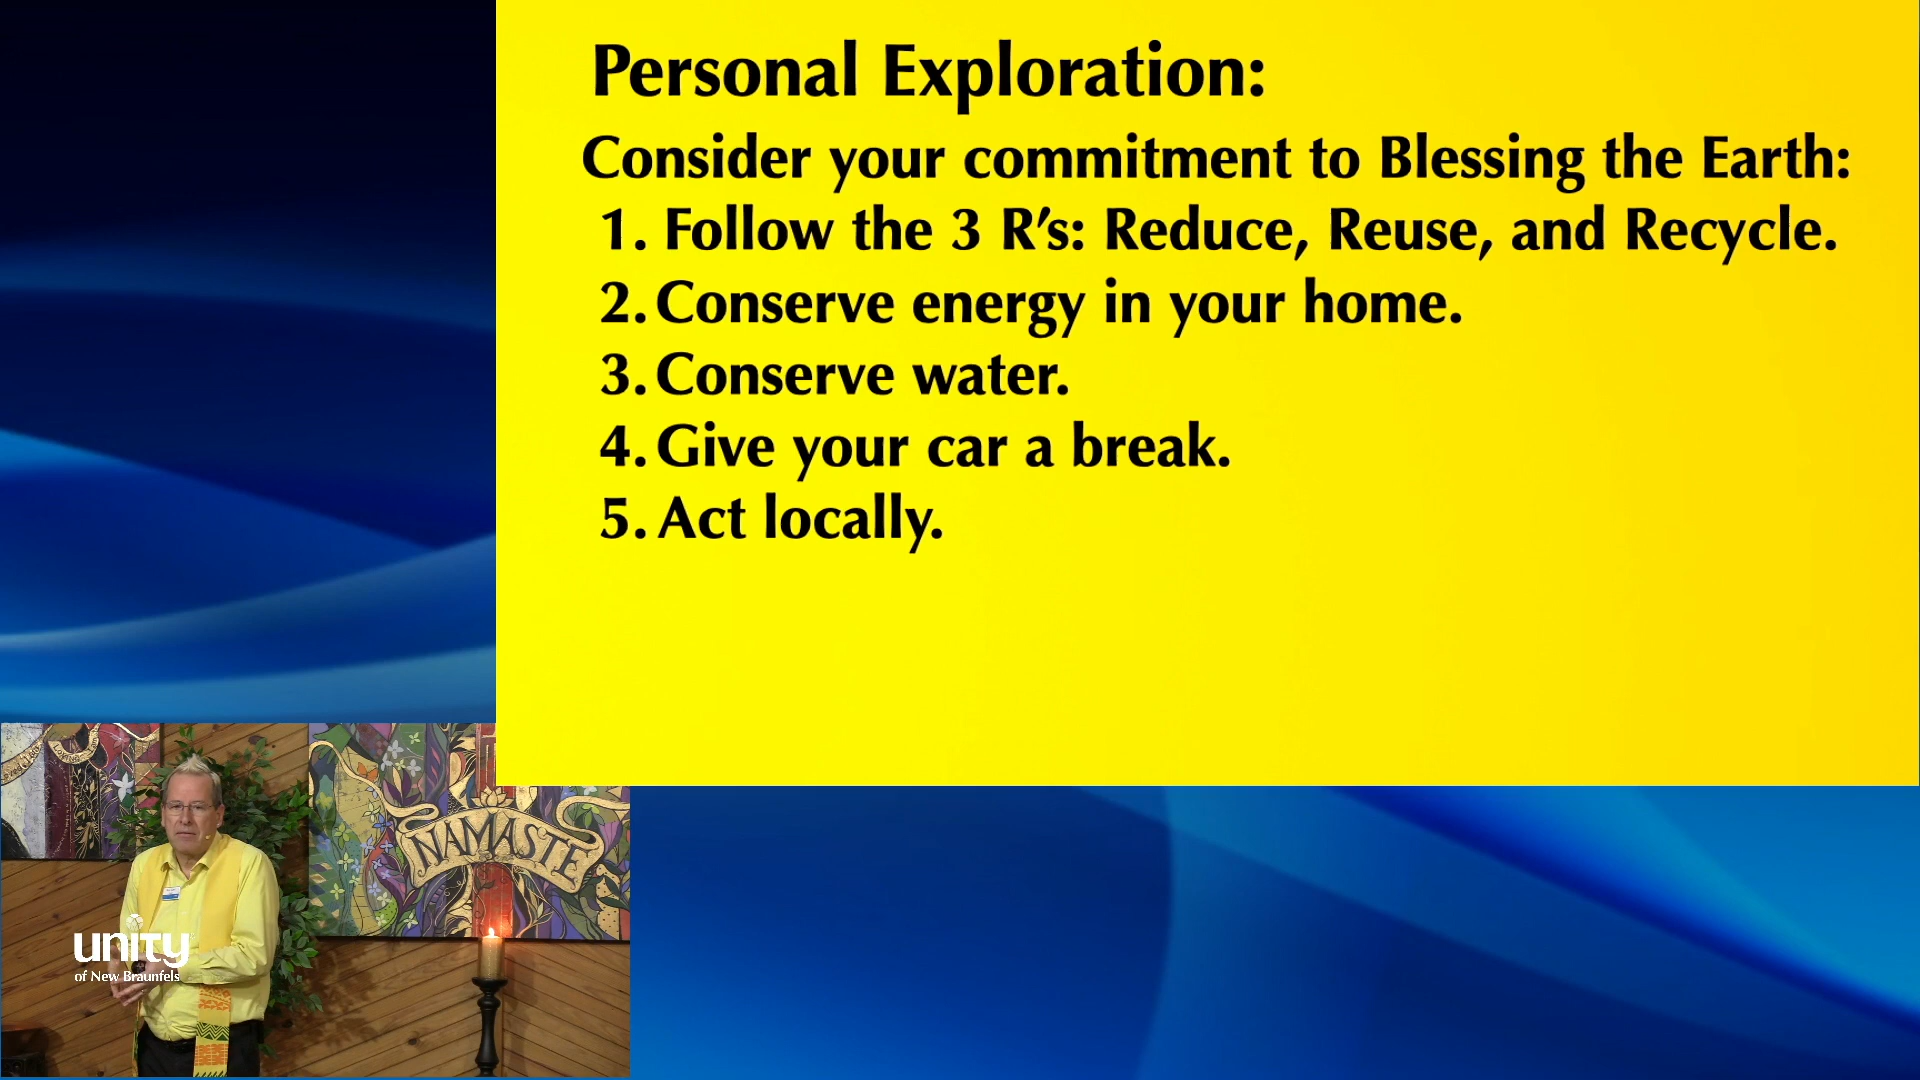 Personal Exploration:
Consider your commitment to Blessing the Earth:
1. Follow the 3 R’s: Reduce, Reuse, and Recycle.
2. Conserve energy in your home.
3. Conserve water.
4. Give your car a break.
5. Act locally.
NAMASTE
unity
of New Braunfels